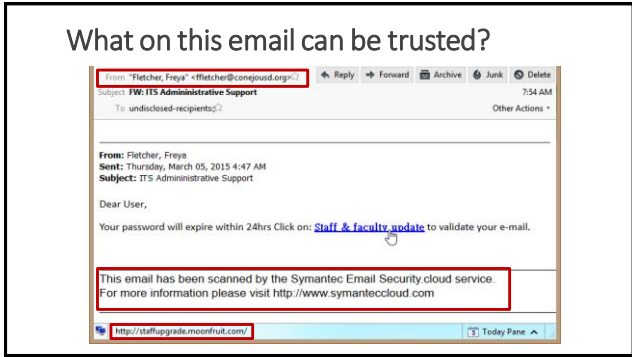 What on this email can be trusted?
From "Fletcher, Freya" <ffletcher@conejousd.org> Reply Forward Archive Junk Delete
Subject FW: ITS Admininistrative Support 7:54 AM
To undisclosed-recipients:; Other Actions
From: Fletcher, Freya
Sent: Thursday, March 05, 2015 4:47 AM
Subject: ITS Admininistrative Support
Dear User,
Your password will expire within 24hrs Click on: Staff & faculty update to validate your e-mail.
This email has been scanned by the Symantec Email Security.cloud service.
For more information please visit http://www.symanteccloud.com
http://staffupgrade.moonfruit.com/ Today Pane